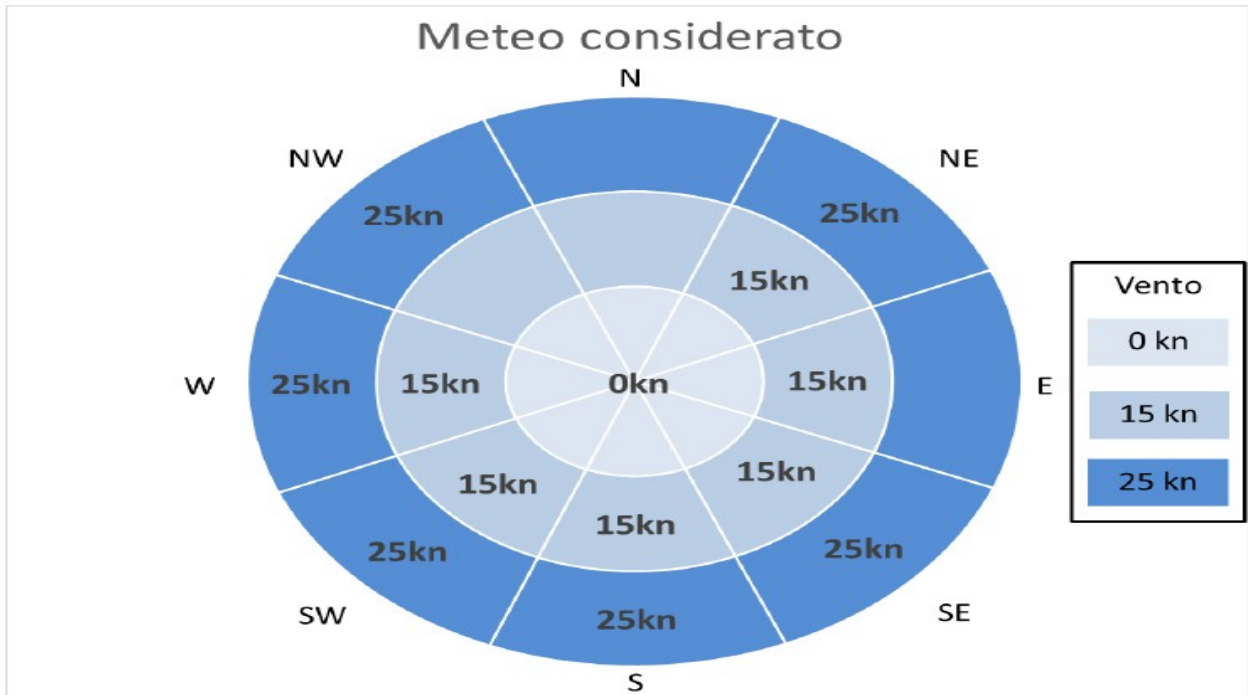 Meteo considerato
N
NW
NE
25kn
25kn
15kn
Vento
0 kn
W
25kn
15kn
0kn
15kn
E
15 kn
15kn
15kn
25 kn
15kn
25kn
25kn
SW
25kn
SE
S